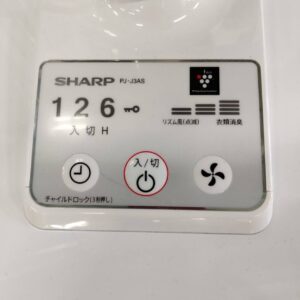 SHARP PJ-J3AS
1 2 6
入 切 H
リズム風(点滅) 衣類消臭
入/切
チャイルドロック(3秒押し)